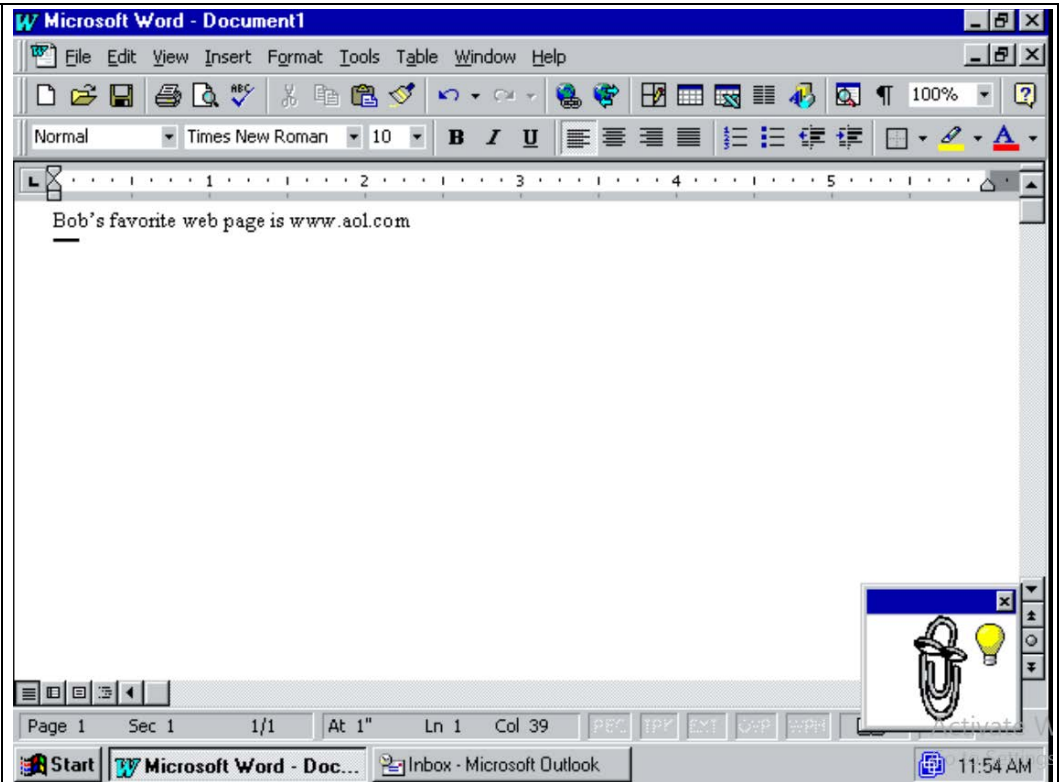 Microsoft Word - Document1
File Edit View Insert Format Tools Table Window Help
ABC 100%
Normal Times New Roman 10 B I U A
1 2 3 4 5
Bob's favorite web page is www.aol.com
Page 1 Sec 1 1/1 At 1" Ln 1 Col 39 REC TRK EXT OVR WPH
Activate W
Start Microsoft Word - Doc... Inbox - Microsoft Outlook 11:54 AM